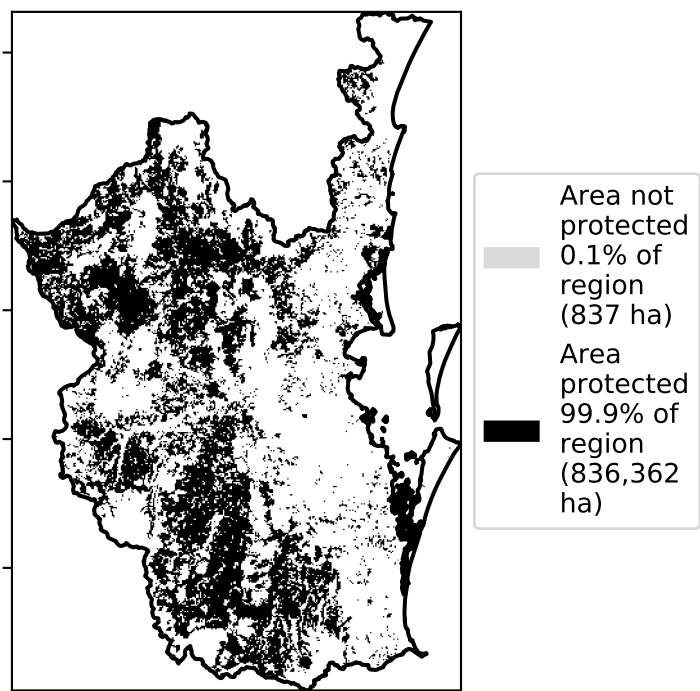 Area not
protected
0.1% of
region
(837 ha)
Area
protected
99.9% of
region
(836,362
ha)